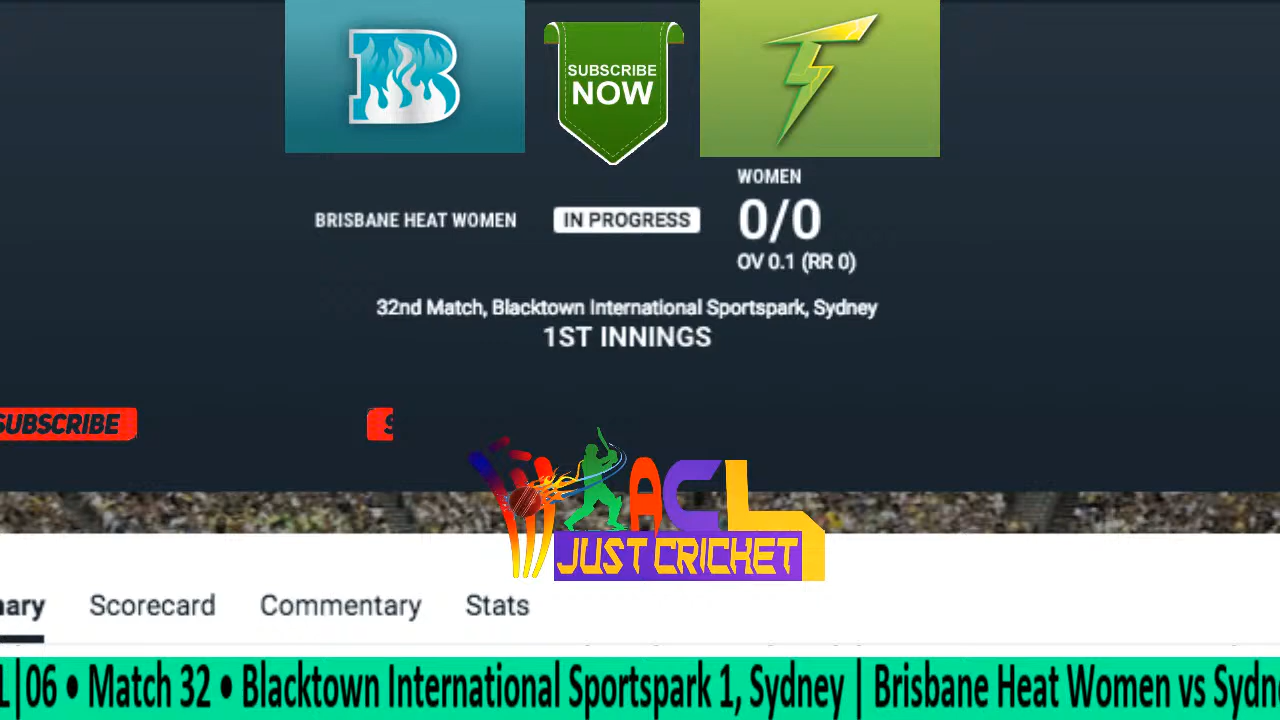 SUBSCRIBE
NOW
WOMEN
BRISBANE HEAT WOMEN
IN PROGRESS
0/0
OV 0.1 (RR 0)
32nd Match, Blacktown International Sportspark, Sydney
1ST INNINGS
SUBSCRIBE
S
ACL
JUST CRICKET
ary
Scorecard
Commentary
Stats
|06 • Match 32 • Blacktown International Sportspark 1, Sydney | Brisbane Heat Women vs Sydn